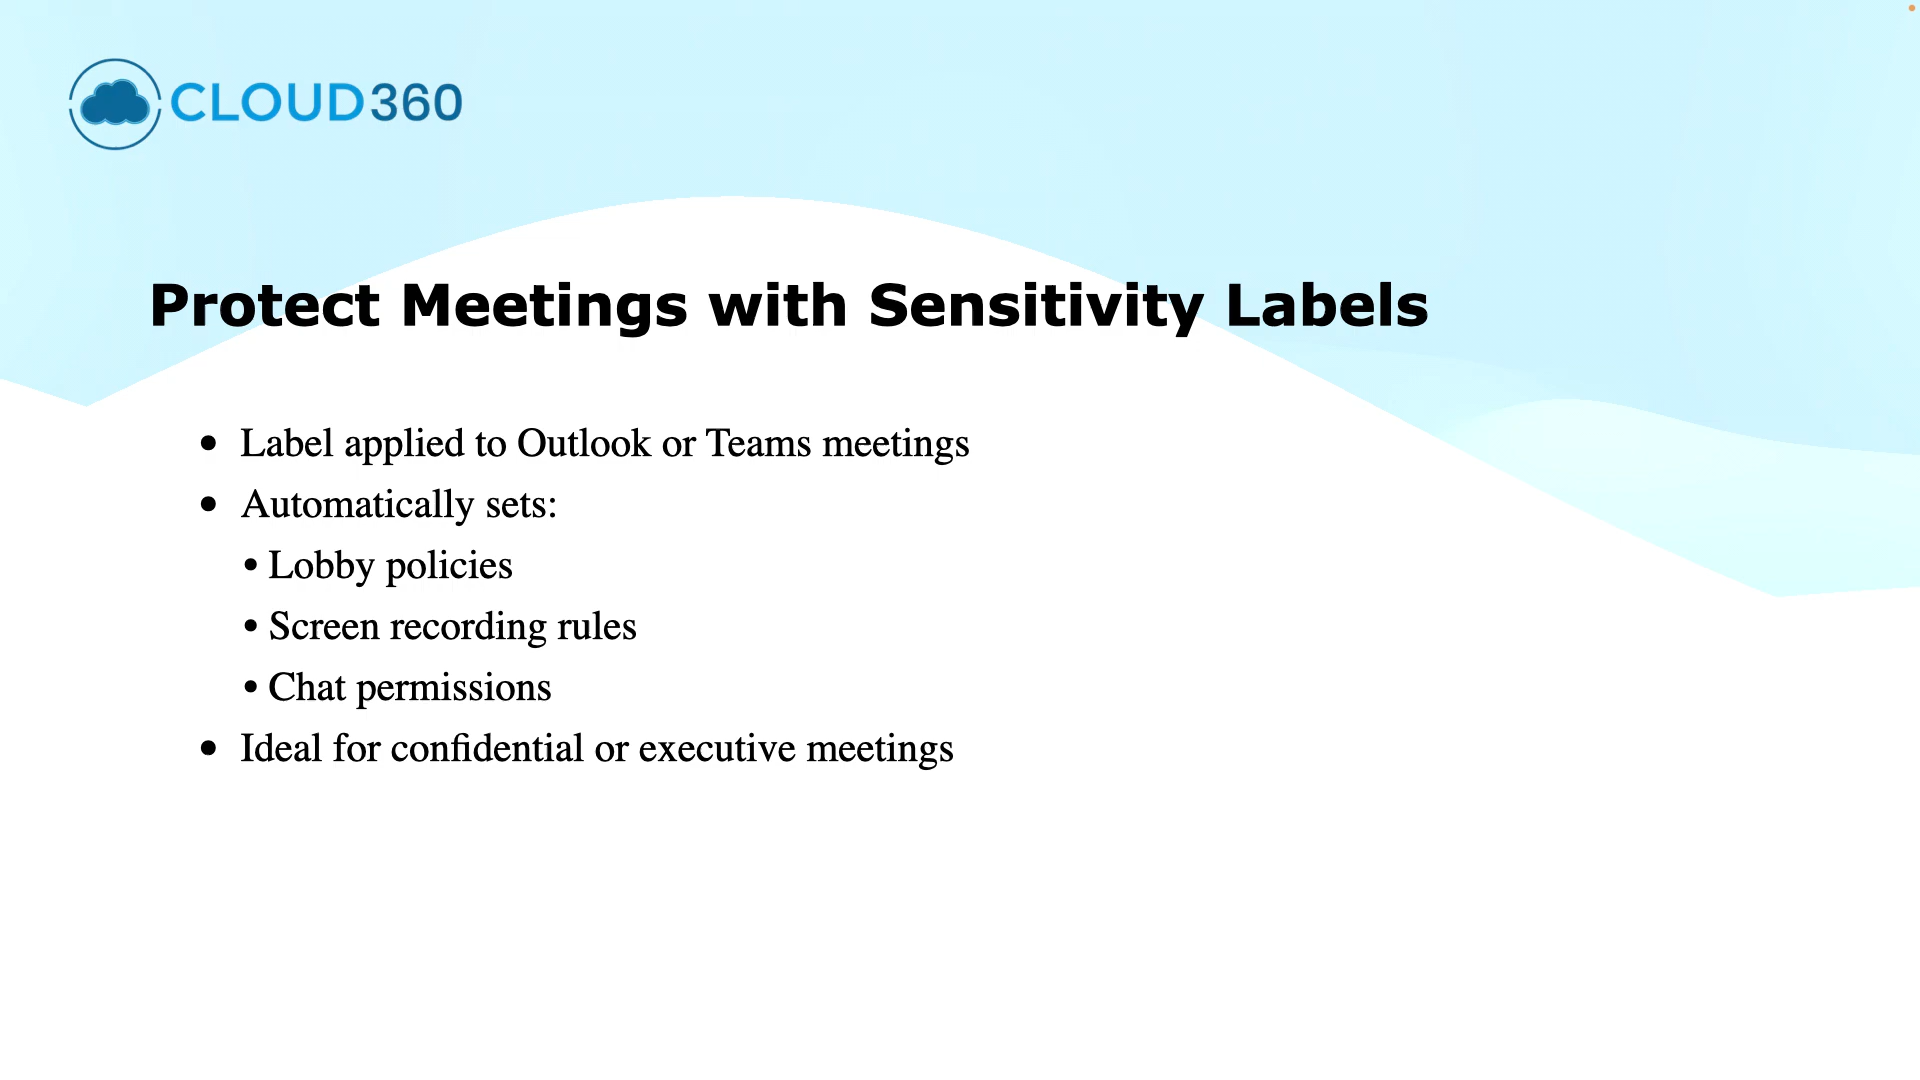 CLOUD360
Protect Meetings with Sensitivity Labels
• Label applied to Outlook or Teams meetings
• Automatically sets:
• Lobby policies
• Screen recording rules
• Chat permissions
• Ideal for confidential or executive meetings